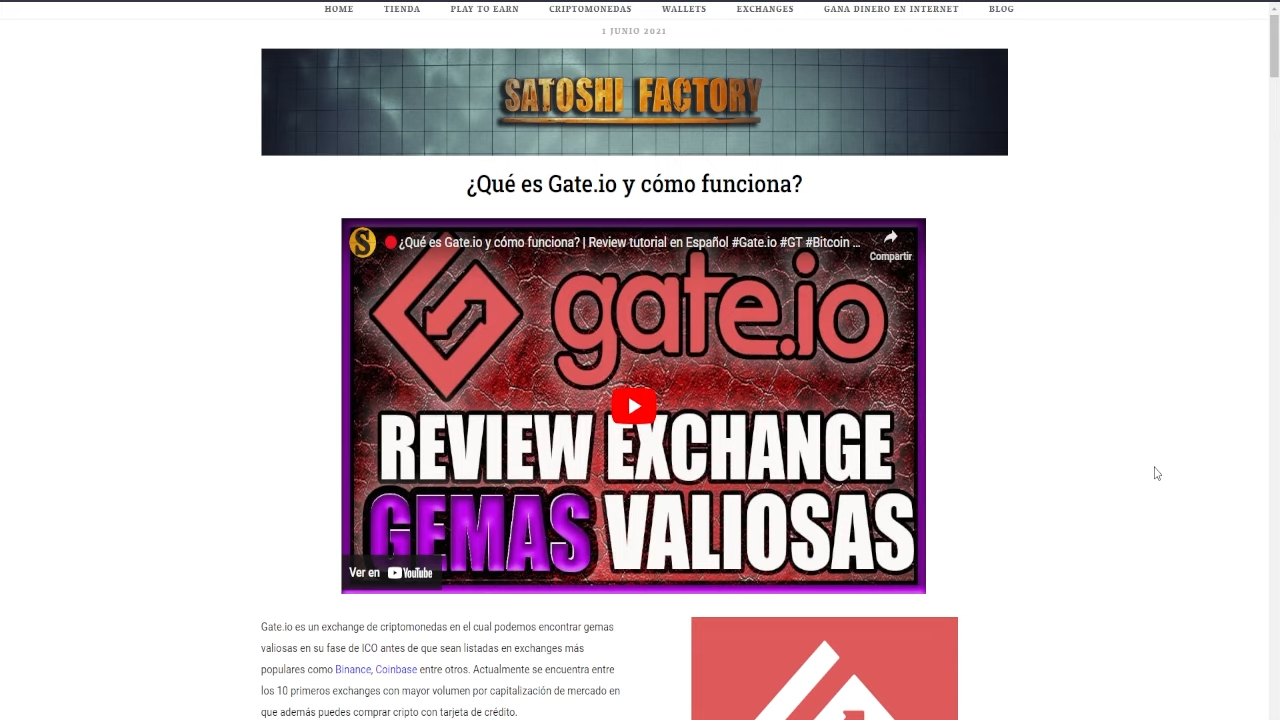 HOME TIENDA PLAY TO EARN CRIPTOMONEDAS WALLETS EXCHANGES GANA DINERO EN INTERNET BLOG
1 JUNIO 2021
SATOSHI FACTORY
¿Qué es Gate.io y cómo funciona?
S ¿Qué es Gate.io y cómo funciona? | Review tutorial en Español #Gate.io #GT #Bitcoin ...
Compartir
gate.io
REVIEW EXCHANGE
GEMAS VALIOSAS
Ver en YouTube
Gate.io es un exchange de criptomonedas en el cual podemos encontrar gemas
valiosas en su fase de ICO antes de que sean listadas en exchanges más
populares como Binance, Coinbase entre otros. Actualmente se encuentra entre
los 10 primeros exchanges con mayor volumen por capitalización de mercado en
que además puedes comprar cripto con tarjeta de crédito.